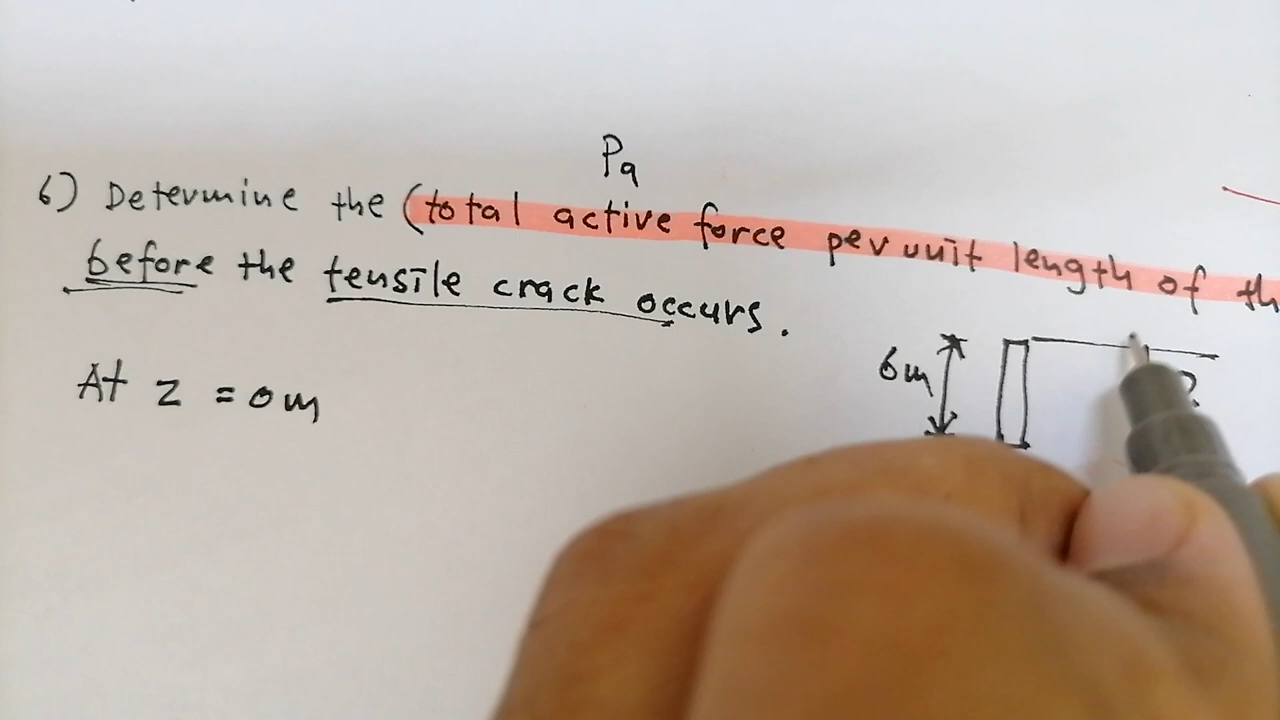 Pa
6) Determine the (total active force per unit length of th
before the tensile crack occurs.
At z = 0m
6m